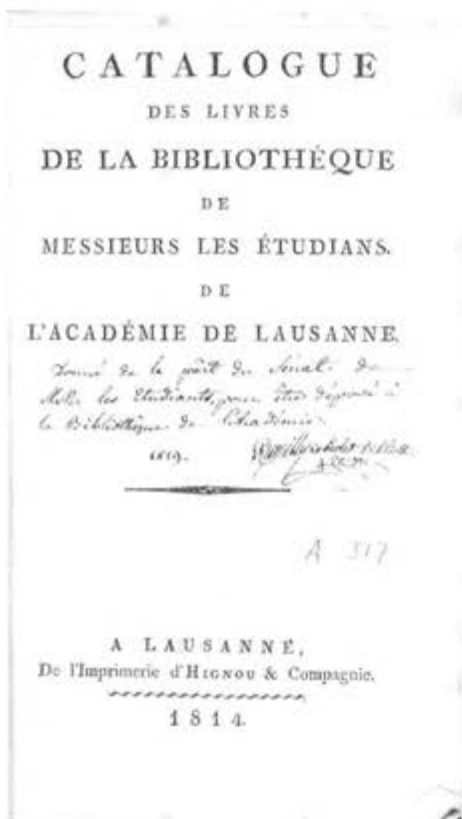 CATALOGUE
DES LIVRES
DE LA BIBLIOTHÉQUE
DE
MESSIEURS LES ÉTUDIANS.
DE
L'ACADÉMIE DE LAUSANNE.
Donné de la part du Sénat de
les Etudiants, pour être déposé à
la Bibliothèque de l'Académie.
1819.
A 317
A LAUSANNE,
De l'Imprimerie d'HIGNOU & Compagnie.
1814.